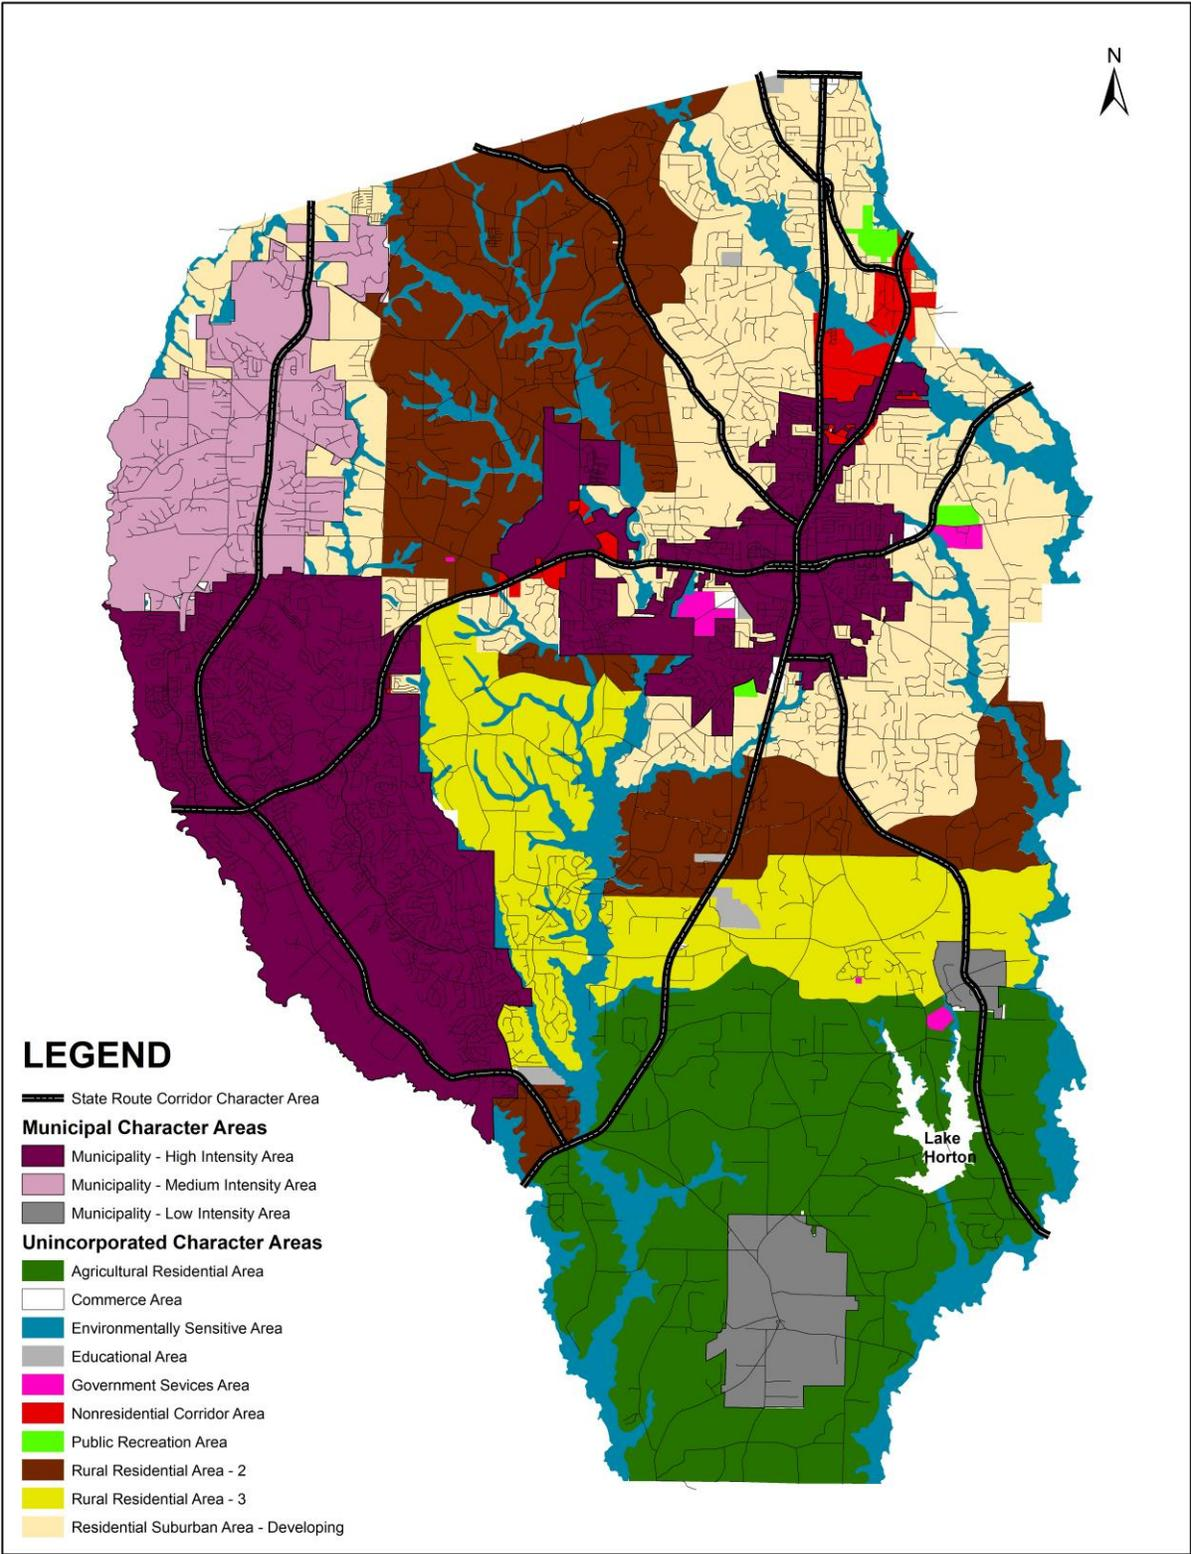 N
Lake
Horton
LEGEND
State Route Corridor Character Area
Municipal Character Areas
Municipality - High Intensity Area
Municipality - Medium Intensity Area
Municipality - Low Intensity Area
Unincorporated Character Areas
Agricultural Residential Area
Commerce Area
Environmentally Sensitive Area
Educational Area
Government Sevices Area
Nonresidential Corridor Area
Public Recreation Area
Rural Residential Area - 2
Rural Residential Area - 3
Residential Suburban Area - Developing